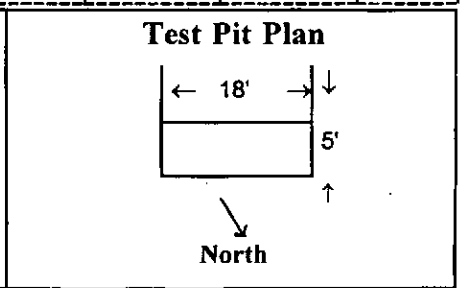 Test Pit Plan
← 18' → ↓
5'
↑
North